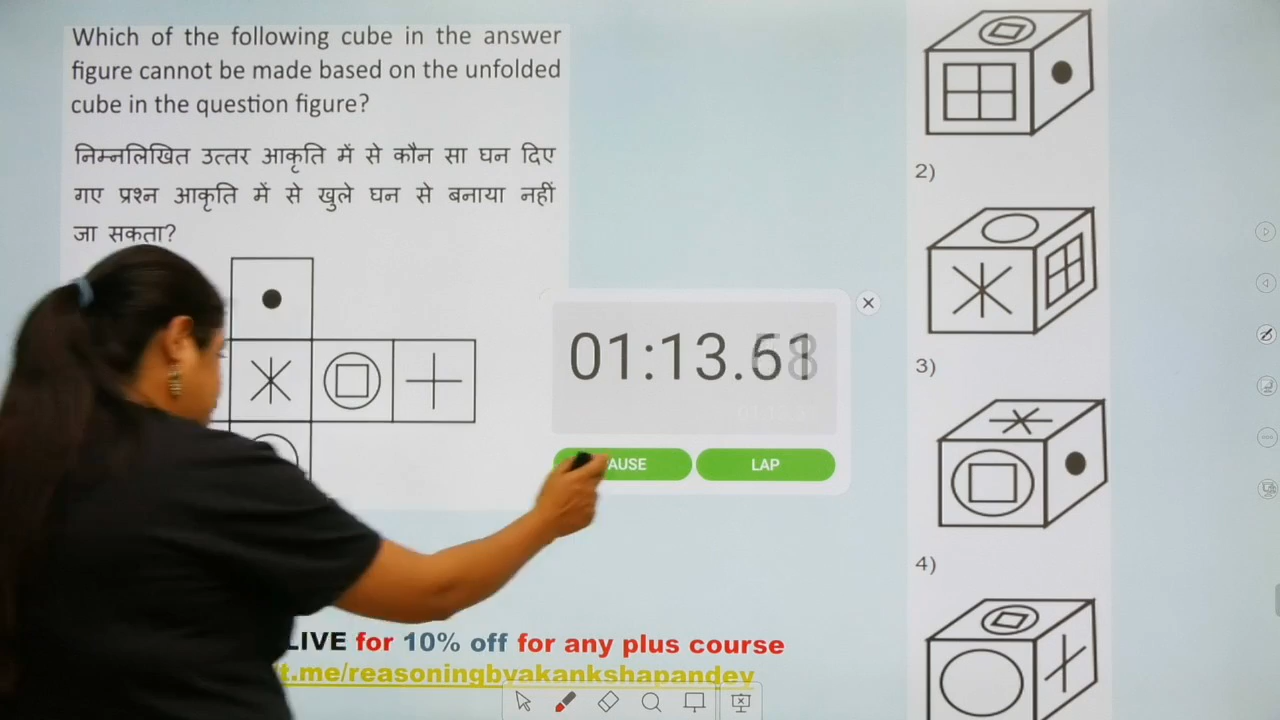 Which of the following cube in the answer
figure cannot be made based on the unfolded
cube in the question figure?
निम्नलिखित उत्तर आकृति में से कौन सा घन दिए
गए प्रश्न आकृति में से खुले घन से बनाया नहीं
जा सकता?
01:13.
AUSE
LAP
LIVE for 10% off for any plus course
t.me/reasoningbyakankshapandey
2)
3)
4)